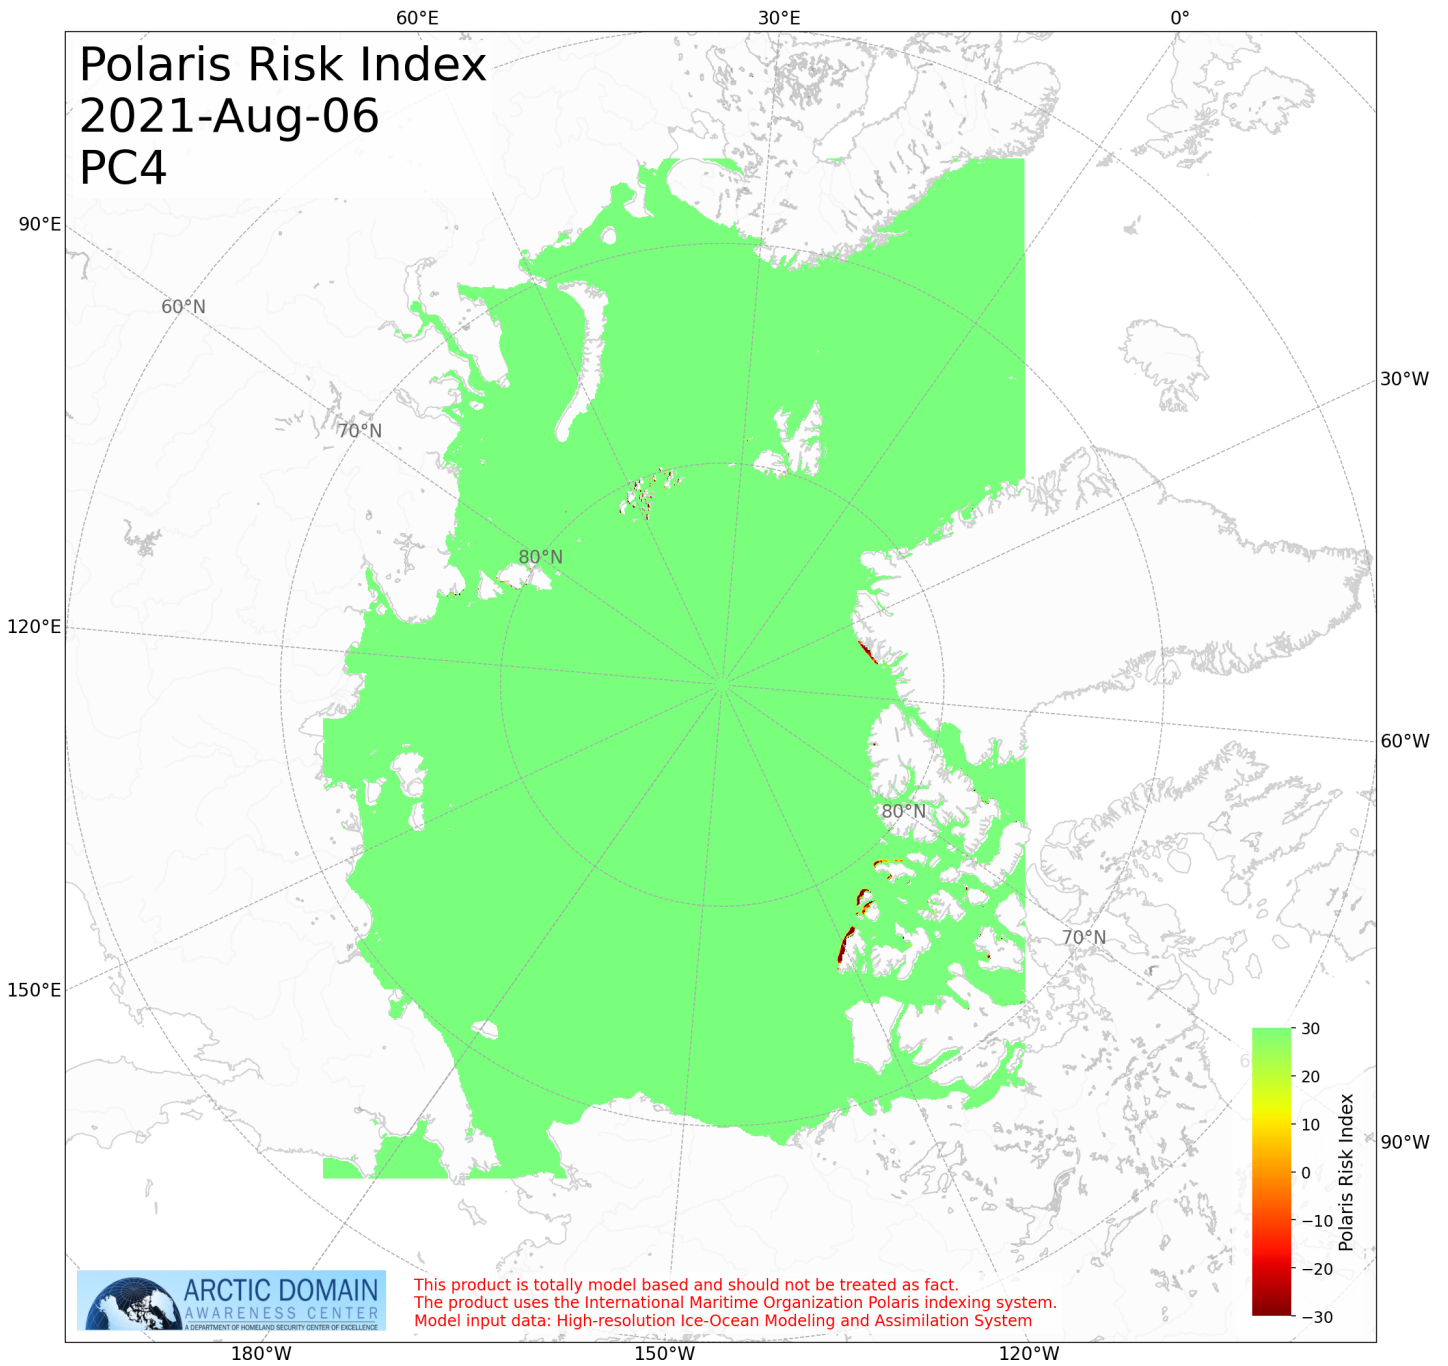 60°E 30°E 0°
Polaris Risk Index
2021-Aug-06
PC4
90°E
60°N
30°W
70°N
80°N
120°E
60°W
80°N
70°N
150°E
30
20
10
0
−10
−20
−30
Polaris Risk Index
90°W
ARCTIC DOMAIN
AWARENESS CENTER
A DEPARTMENT OF HOMELAND SECURITY CENTER OF EXCELLENCE
This product is totally model based and should not be treated as fact.
The product uses the International Maritime Organization Polaris indexing system.
Model input data: High-resolution Ice-Ocean Modeling and Assimilation System
180°W 150°W 120°W